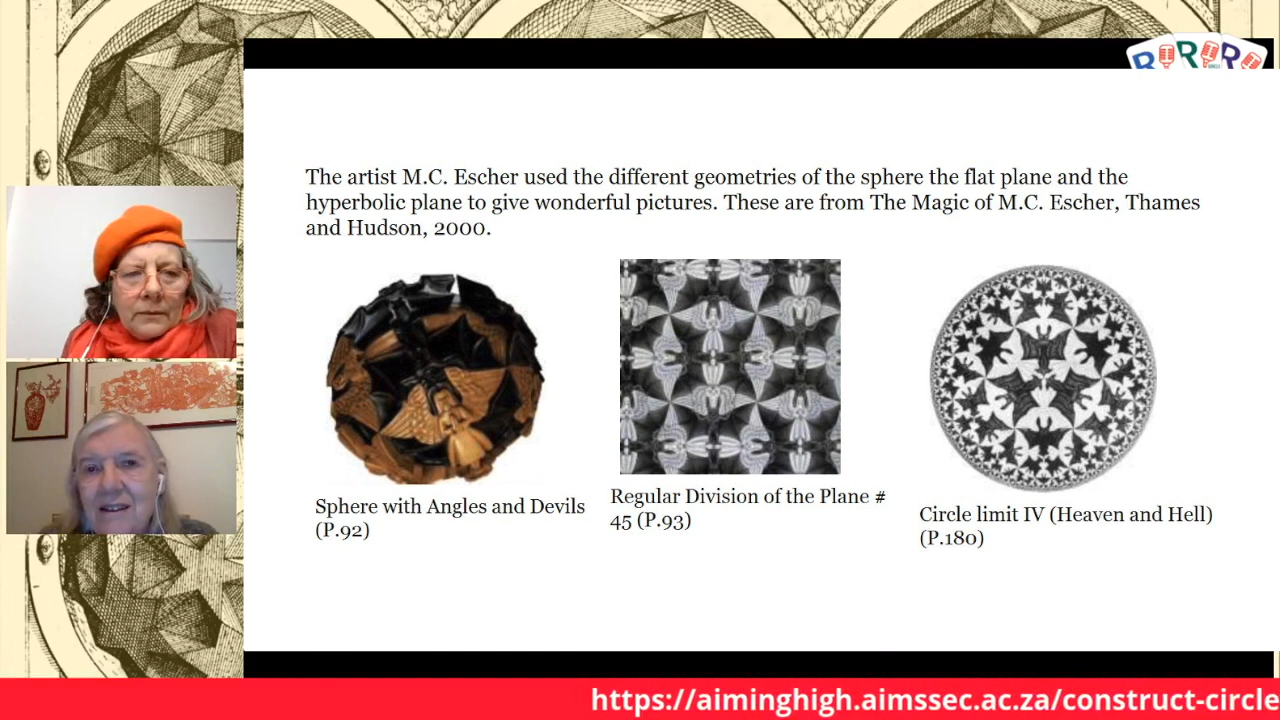 The artist M.C. Escher used the different geometries of the sphere the flat plane and the
hyperbolic plane to give wonderful pictures. These are from The Magic of M.C. Escher, Thames
and Hudson, 2000.
Sphere with Angles and Devils
(P.92)
Regular Division of the Plane #
45 (P.93)
Circle limit IV (Heaven and Hell)
(P.180)
https://aiminghigh.aimssec.ac.za/construct-circle